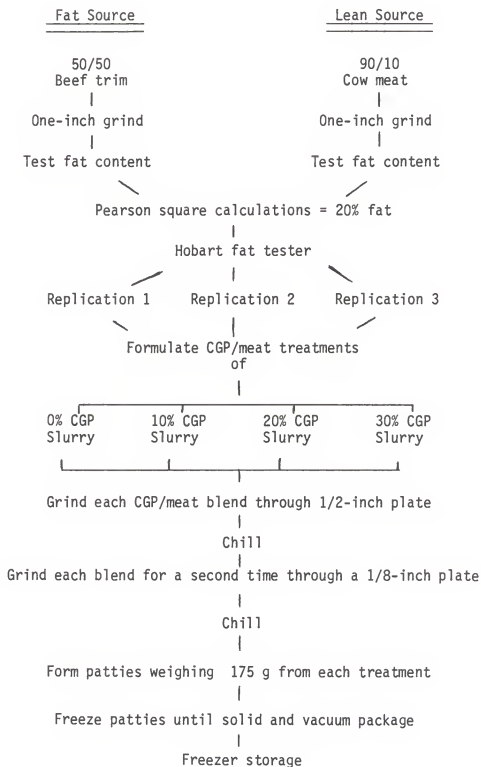 Fat Source Lean Source
50/50 90/10
Beef trim Cow meat
One-inch grind One-inch grind
Test fat content Test fat content
Pearson square calculations = 20% fat
Hobart fat tester
Replication 1 Replication 2 Replication 3
Formulate CGP/meat treatments
of
0% CGP 10% CGP 20% CGP 30% CGP
Slurry Slurry Slurry Slurry
Grind each CGP/meat blend through 1/2-inch plate
Chill
Grind each blend for a second time through a 1/8-inch plate
Chill
Form patties weighing 175 g from each treatment
Freeze patties until solid and vacuum package
Freezer storage